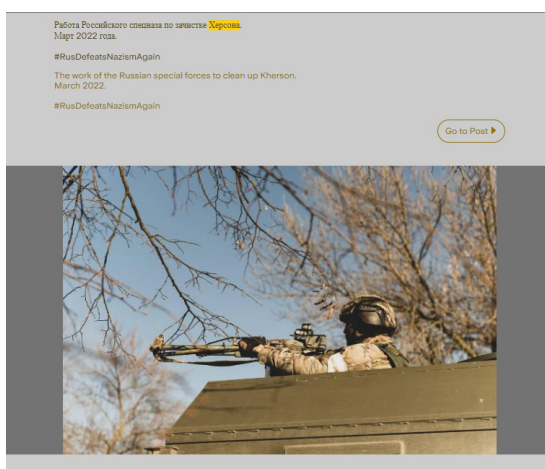 Работа Российского спецназа по зачистке Херсона.
Март 2022 года.
#RusDefeatsNazismAgain
The work of the Russian special forces to clean up Kherson.
March 2022.
#RusDefeatsNazismAgain
Go to Post